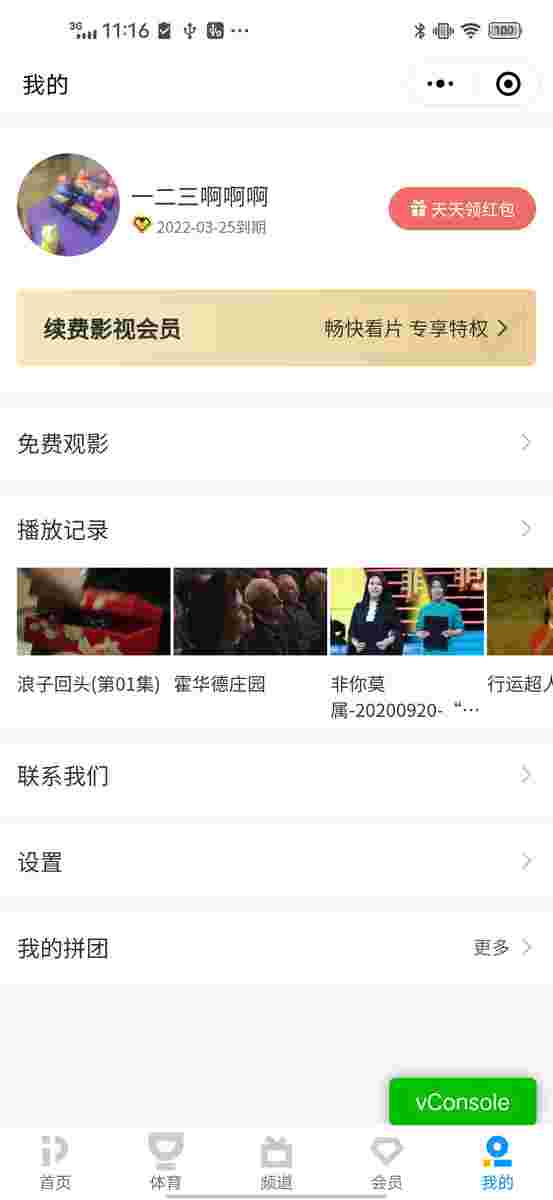 3G 11:16 100
我的
一二三啊啊啊
2022-03-25到期
天天领红包
续费影视会员
畅快看片 专享特权
免费观影
播放记录
浪子回头(第01集)
霍华德庄园
非你莫
属-20200920-“…
行运超人
联系我们
设置
我的拼团
更多
vConsole
首页
体育
频道
会员
我的